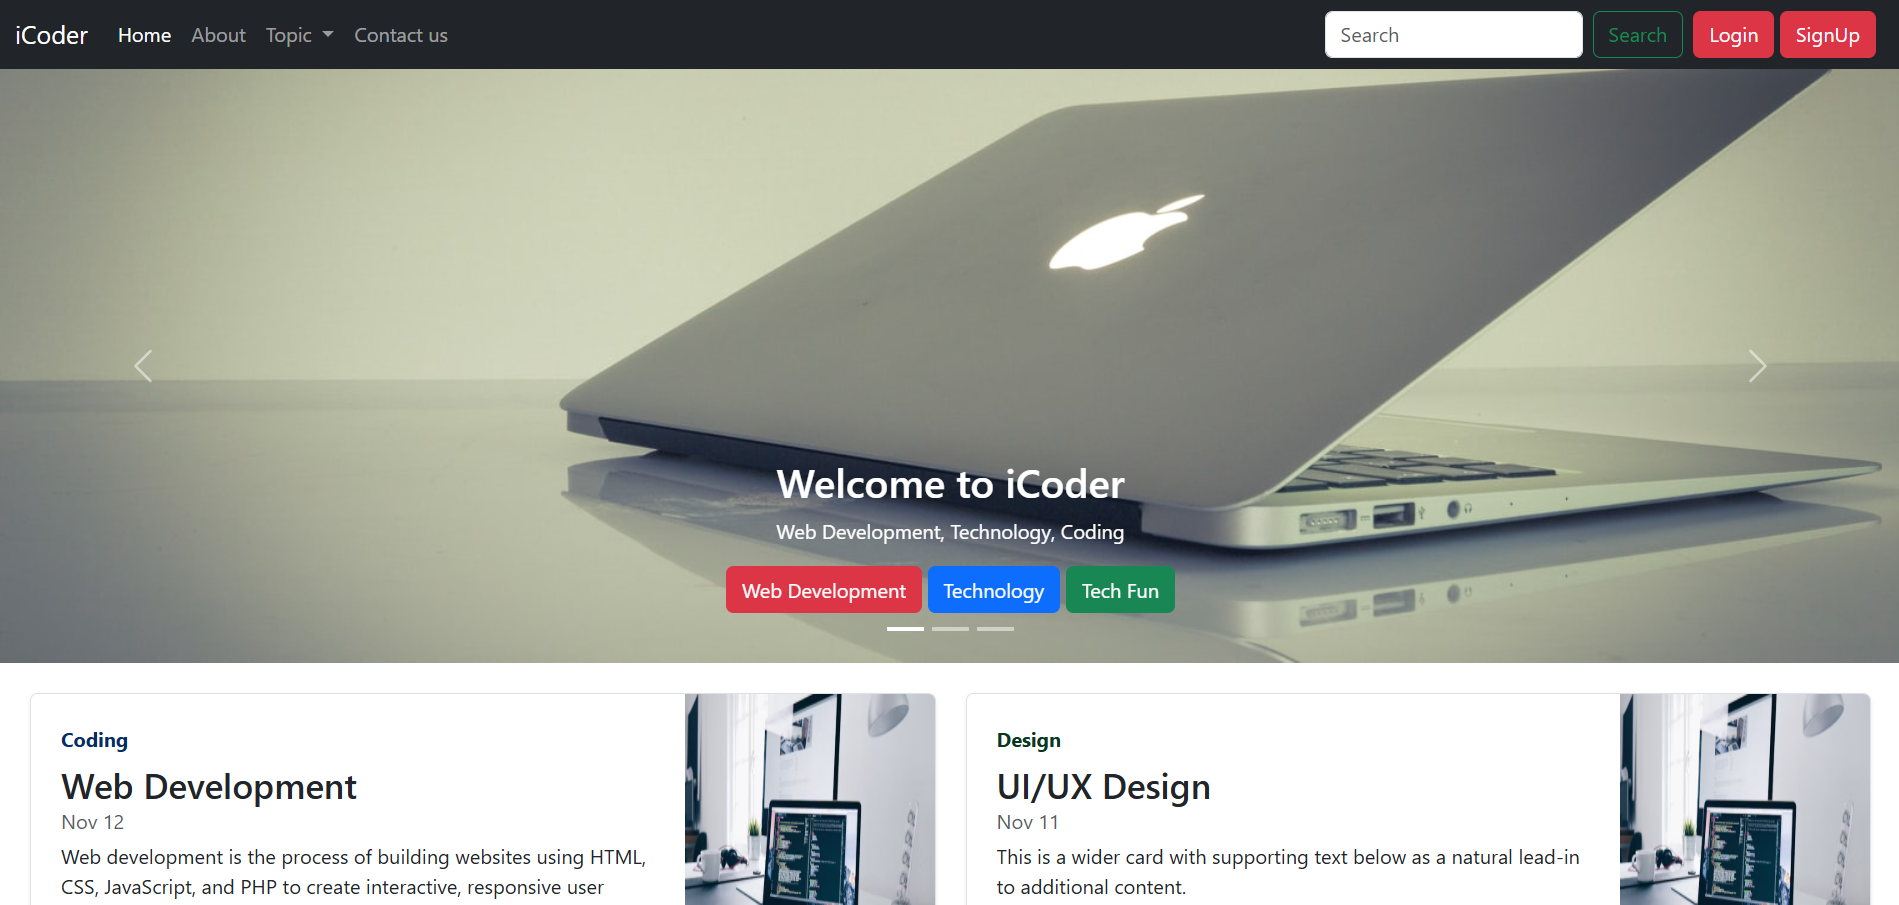 iCoder Home About Topic Contact us Search Search Login SignUp
Welcome to iCoder
Web Development, Technology, Coding
Web Development Technology Tech Fun
Coding
Web Development
Nov 12
Web development is the process of building websites using HTML,
CSS, JavaScript, and PHP to create interactive, responsive user
Design
UI/UX Design
Nov 11
This is a wider card with supporting text below as a natural lead-in
to additional content.